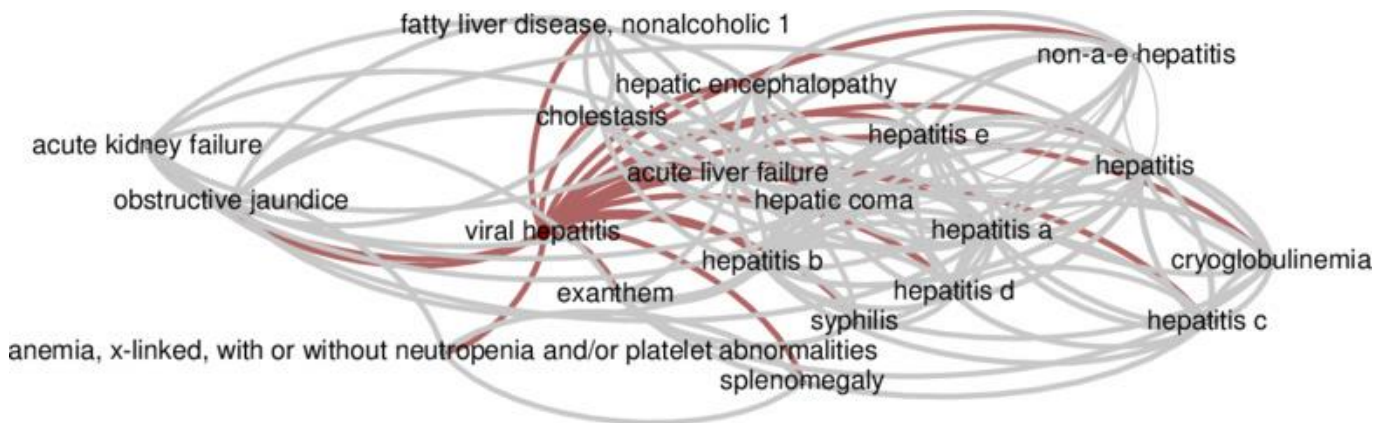 fatty liver disease, nonalcoholic 1
non-a-e hepatitis
hepatic encephalopathy
cholestasis
hepatitis e
acute kidney failure
hepatitis
acute liver failure
obstructive jaundice
hepatic coma
viral hepatitis
hepatitis a
hepatitis b
cryoglobulinemia
exanthem
hepatitis d
syphilis
hepatitis c
anemia, x-linked, with or without neutropenia and/or platelet abnormalities
splenomegaly